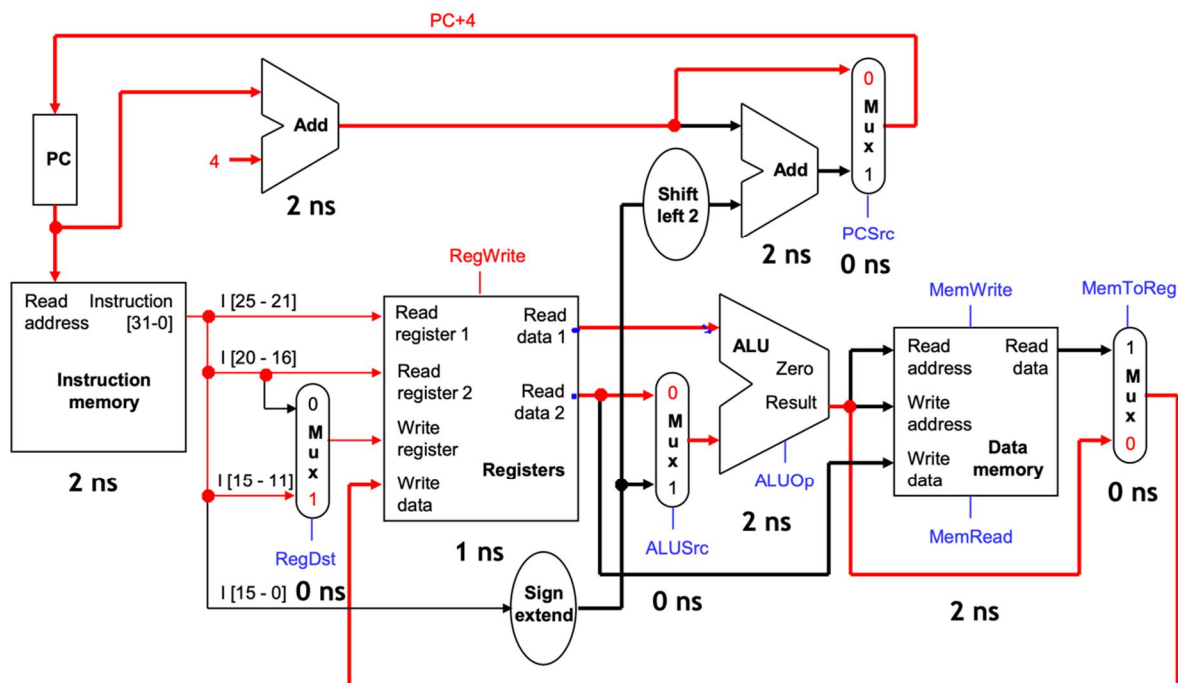 PC+4
PC
4
Add
2 ns
Shift
left 2
Add
2 ns
0
M
u
x
1
PCSrc
0 ns
Read
address
Instruction
[31-0]
Instruction
memory
2 ns
I [25 - 21]
I [20 - 16]
I [15 - 11]
I [15 - 0]
0
M
u
x
1
RegDst
0 ns
RegWrite
Read
register 1
Read
register 2
Write
register
Write
data
Read
data 1
Read
data 2
Registers
1 ns
Sign
extend
0
M
u
x
1
ALUSrc
0 ns
ALU
Zero
Result
ALUOp
2 ns
MemWrite
Read
address
Write
address
Write
data
Read
data
Data
memory
MemRead
2 ns
MemToReg
1
M
u
x
0
0 ns